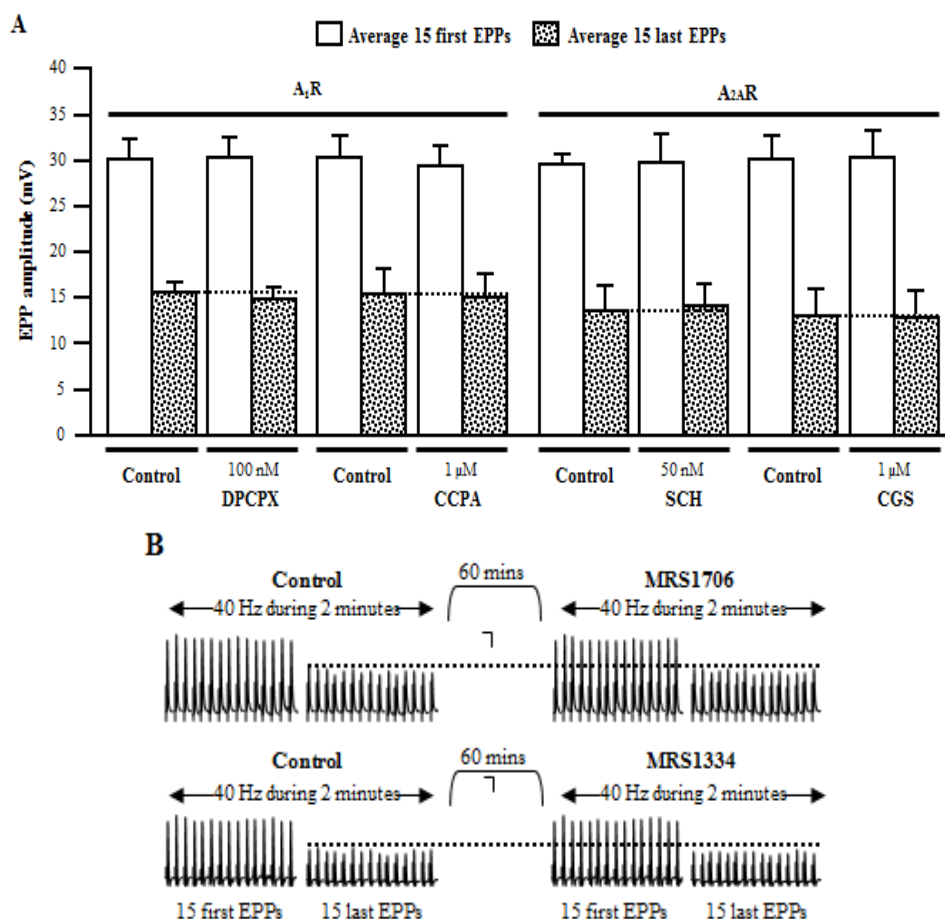 A
Average 15 first EPPs Average 15 last EPPs
EPP amplitude (mV)
40
35
30
25
20
15
10
5
0
A₁R A2AR
Control 100 nM DPCPX Control 1 µM CCPA Control 50 nM SCH Control 1 µM CGS
B
Control 60 mins MRS1706
40 Hz during 2 minutes 40 Hz during 2 minutes
Control 60 mins MRS1334
40 Hz during 2 minutes 40 Hz during 2 minutes
15 first EPPs 15 last EPPs 15 first EPPs 15 last EPPs